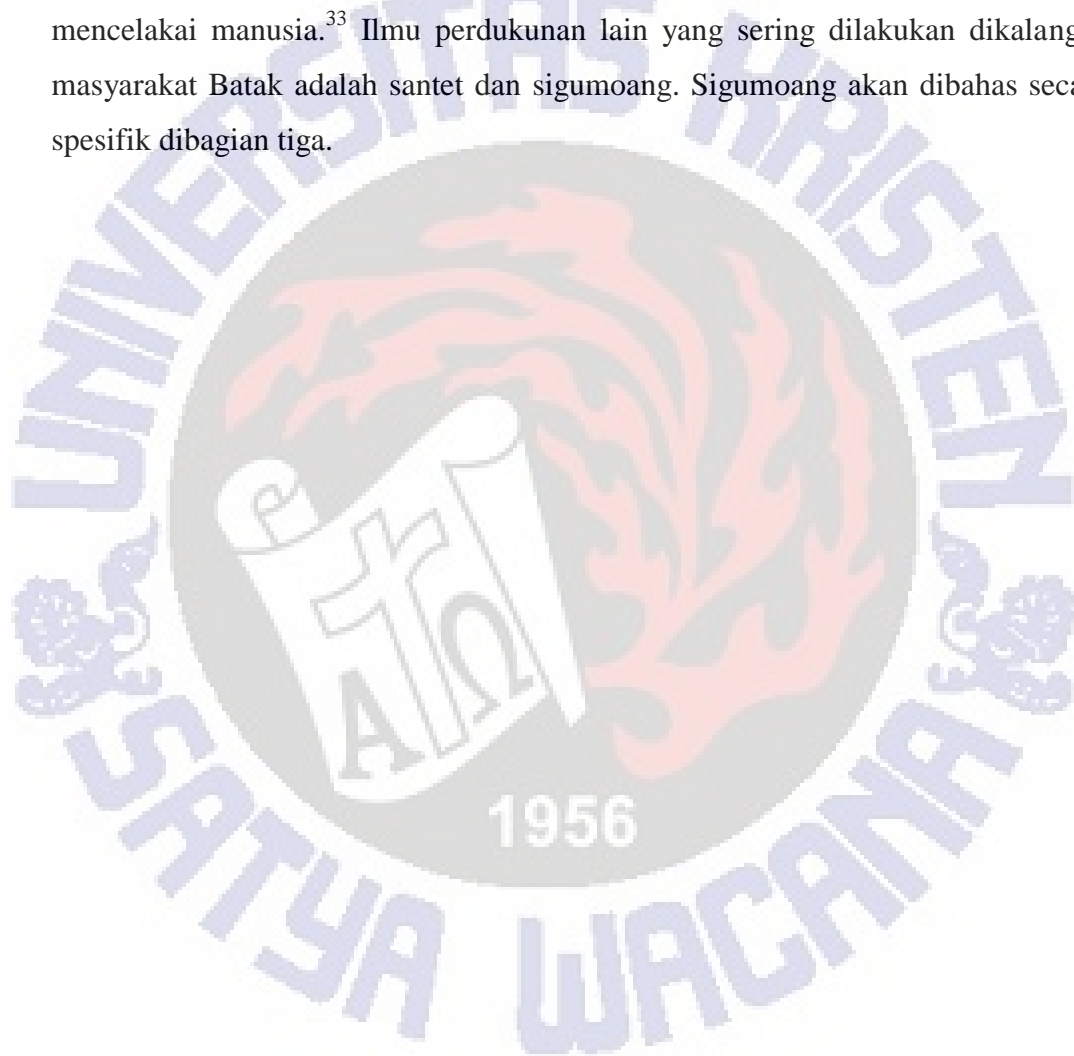 mencelakai manusia.33 Ilmu perdukunan lain yang sering dilakukan dikalang
masyarakat Batak adalah santet dan sigumoang. Sigumoang akan dibahas seca
spesifik dibagian tiga.
UNIVERSITAS KRISTEN
A Ω
1956
SATYA WACANA